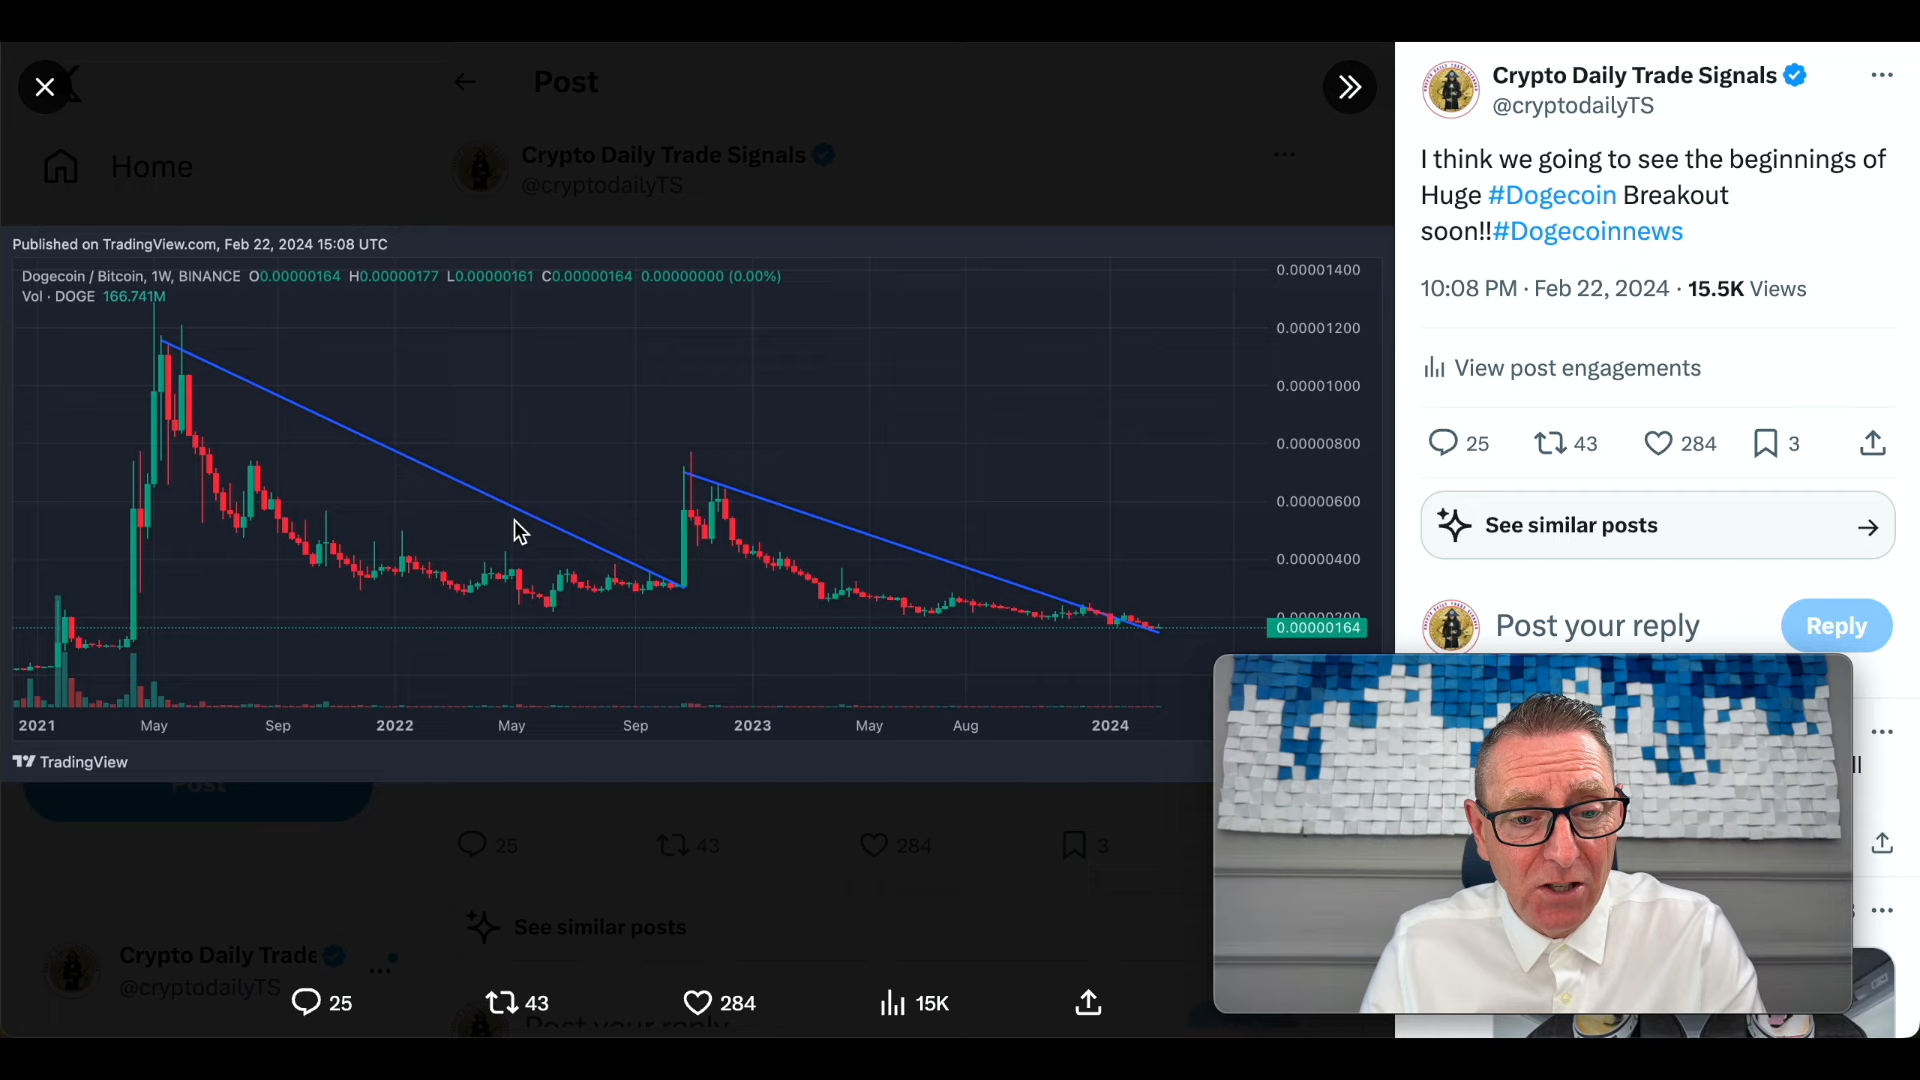 Post
Home
Crypto Daily Trade Signals
@cryptodailyTS
Published on TradingView.com, Feb 22, 2024 15:08 UTC
Dogecoin / Bitcoin, 1W, BINANCE O0.00000164 H0.00000177 L0.00000161 C0.00000164 0.00000000 (0.00%)
Vol · DOGE 166.741M
0.00001400
0.00001200
0.00001000
0.00000800
0.00000600
0.00000400
0.00000200
0.00000164
2021 May Sep 2022 May Sep 2023 May Aug 2024
TradingView
Post
25 43 284 3
See similar posts
Crypto Daily Trade
@cryptodailyTS
Post your reply
25 43 284 15K
Crypto Daily Trade Signals
@cryptodailyTS
I think we going to see the beginnings of
Huge #Dogecoin Breakout
soon!!#Dogecoinnews
10:08 PM · Feb 22, 2024 · 15.5K Views
View post engagements
25 43 284 3
See similar posts
Post your reply
Reply